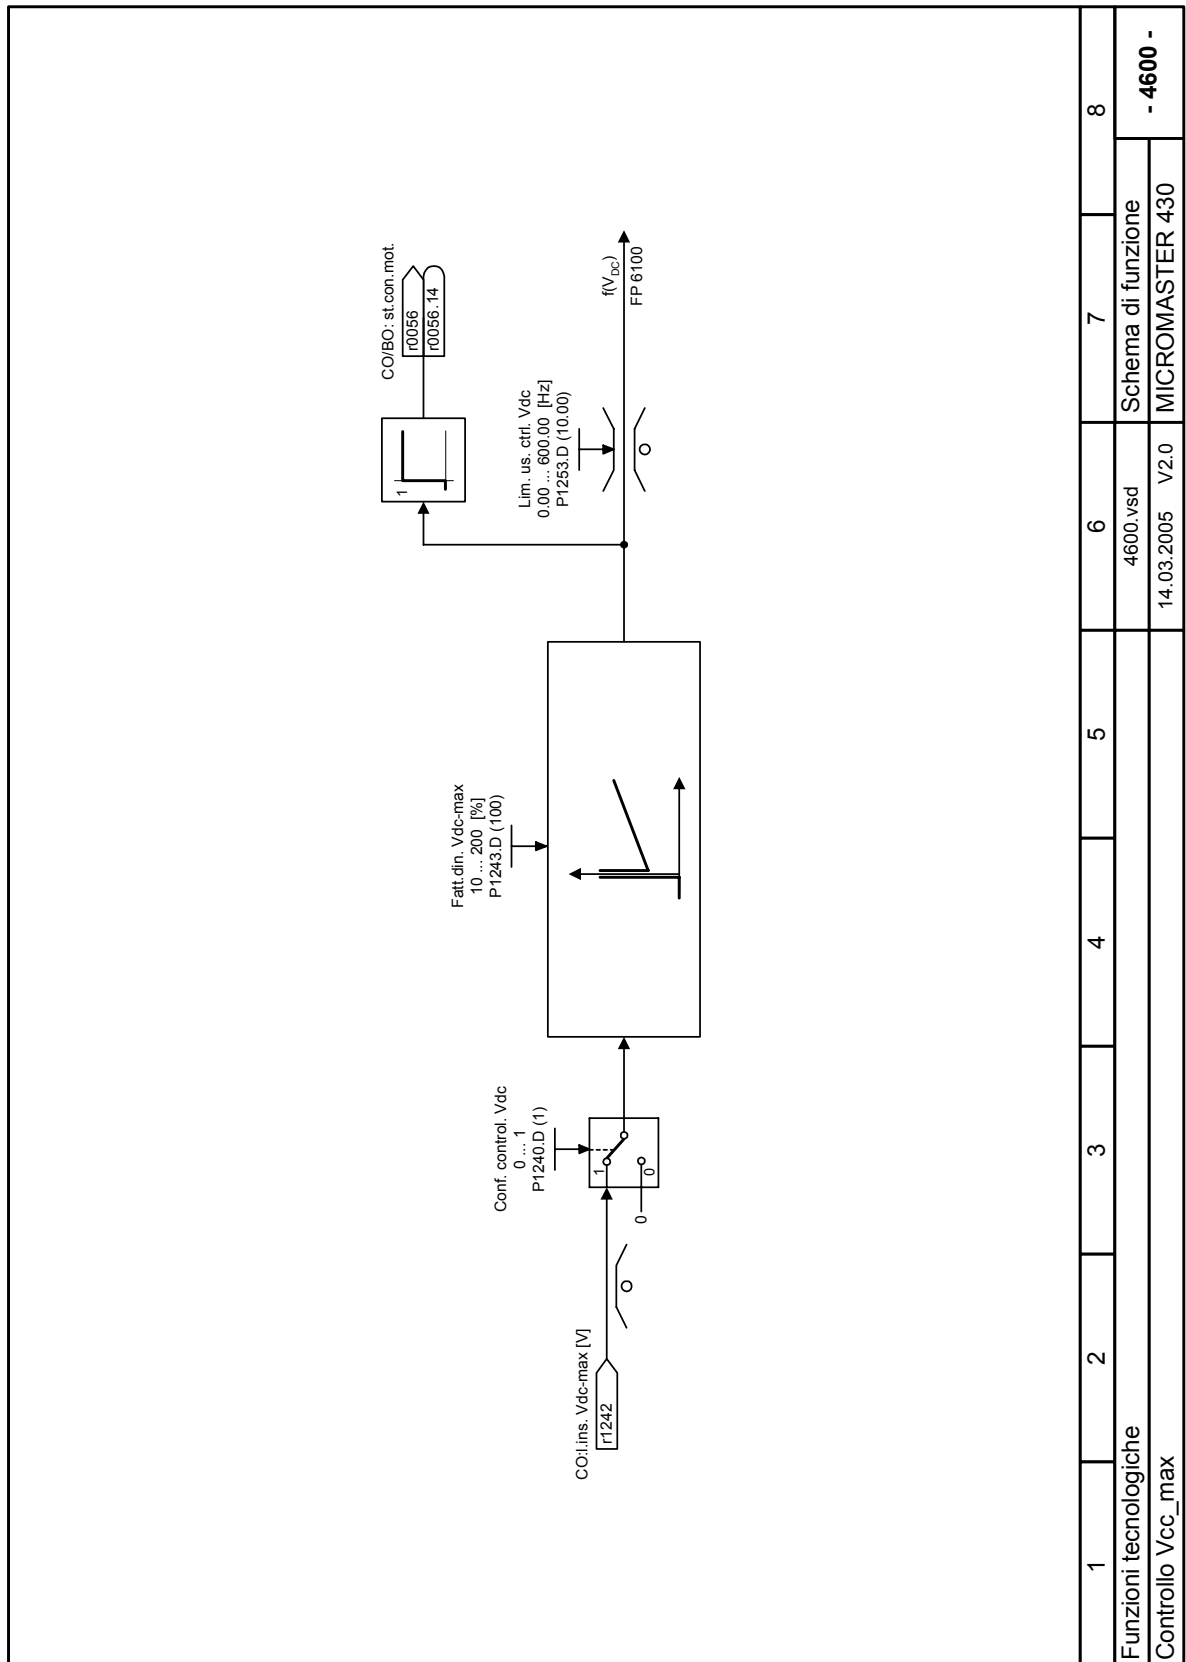 CO/BO: st.con.mot.
r0056
r0056.14
1
Fatt.din. Vdc-max
10 ... 200 [%]
P1243.D (100)
Conf. control. Vdc
0 ... 1
P1240.D (1)
Lim. us. ctrl. Vdc
0.00 ... 600.00 [Hz]
P1253.D (10.00)
CO:l.ins. Vdc-max [V]
r1242
1
0
0
f(VDC)
FP 6100
1 2 3 4 5 6 7 8
Funzioni tecnologiche 4600.vsd Schema di funzione - 4600 -
Controllo Vcc_max 14.03.2005 V2.0 MICROMASTER 430